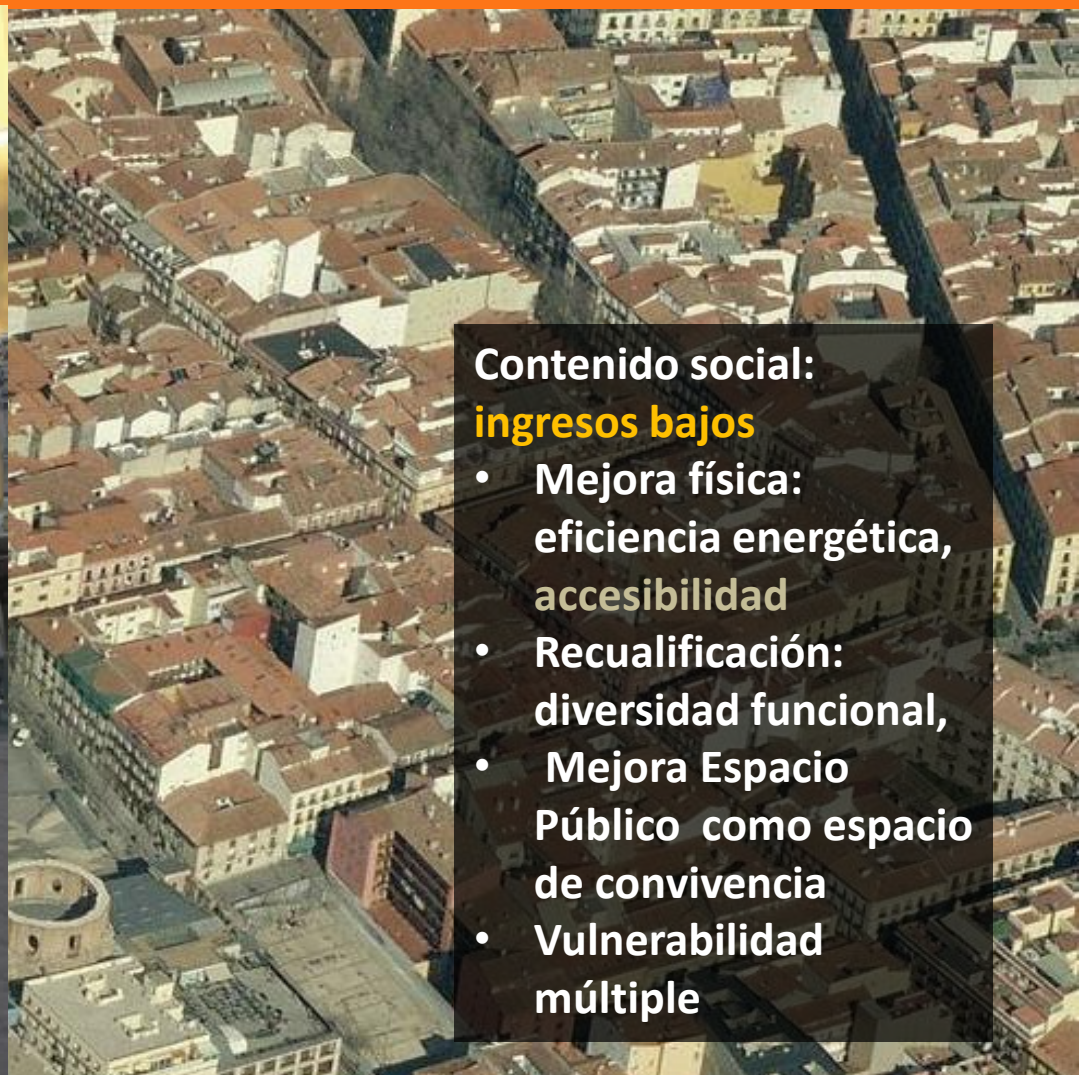 Contenido social:
ingresos bajos
• Mejora física:
eficiencia energética,
accesibilidad
• Recualificación:
diversidad funcional,
• Mejora Espacio
Público como espacio
de convivencia
• Vulnerabilidad
múltiple